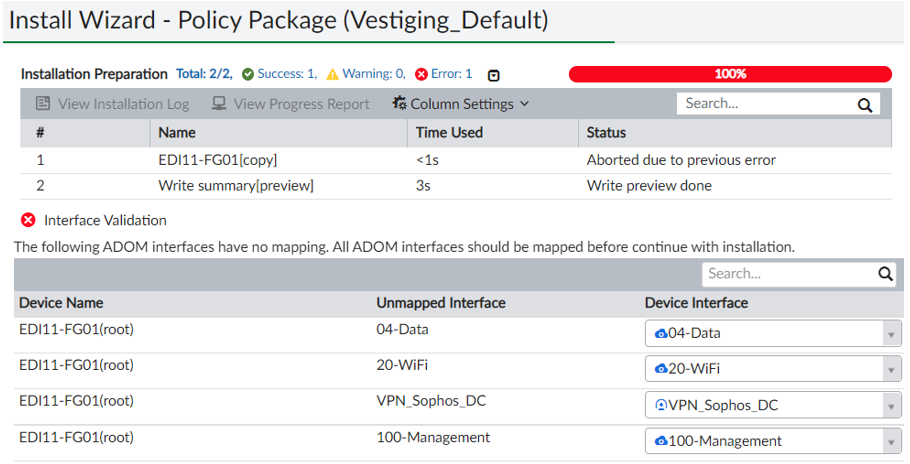 Install Wizard - Policy Package (Vestiging_Default)
Installation Preparation Total: 2/2, Success: 1, Warning: 0, Error: 1 100%
View Installation Log View Progress Report Column Settings Search...
# Name Time Used Status
1 EDI11-FG01[copy] <1s Aborted due to previous error
2 Write summary[preview] 3s Write preview done
Interface Validation
The following ADOM interfaces have no mapping. All ADOM interfaces should be mapped before continue with installation.
Search...
Device Name Unmapped Interface Device Interface
EDI11-FG01(root) 04-Data 04-Data
EDI11-FG01(root) 20-WiFi 20-WiFi
EDI11-FG01(root) VPN_Sophos_DC VPN_Sophos_DC
EDI11-FG01(root) 100-Management 100-Management